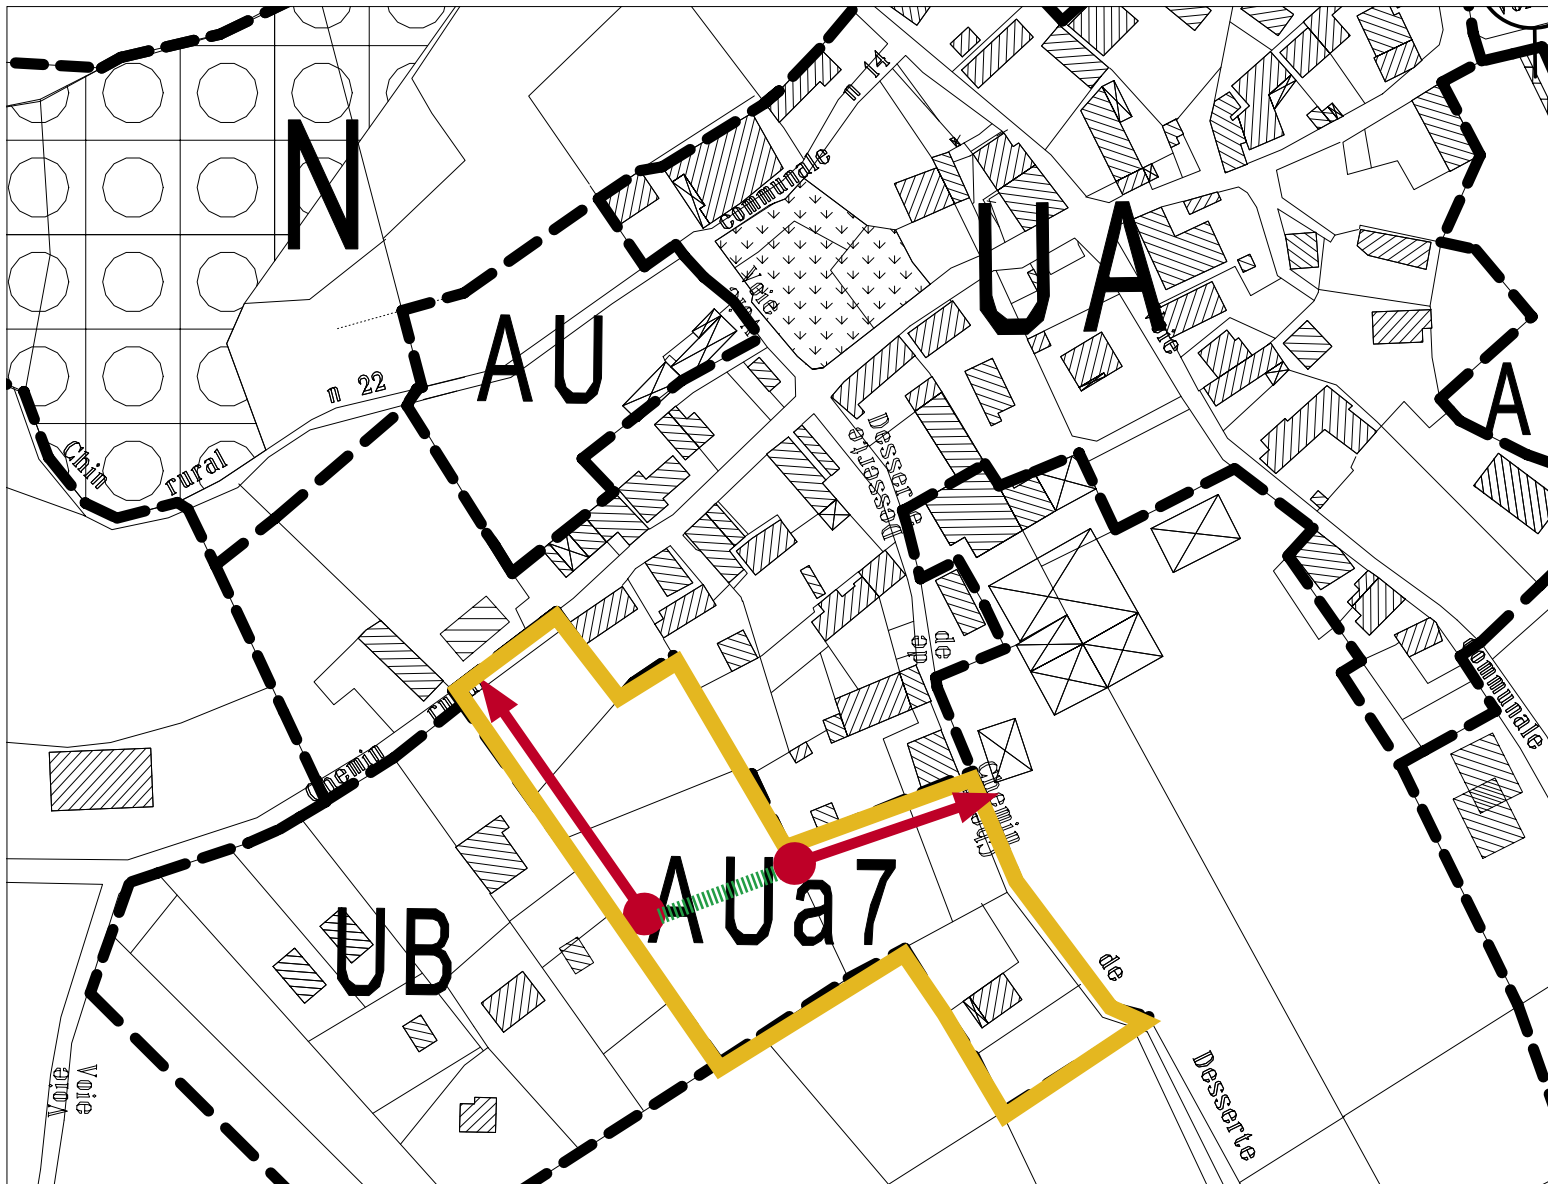 N
n 14
communale
UA
Voie
AU
n 22
A
Chin
rural
Desserte
Desserte
de
de
Chemin
communale
Chemin
AUa7
UB
de
Voie
Voie
Desserte